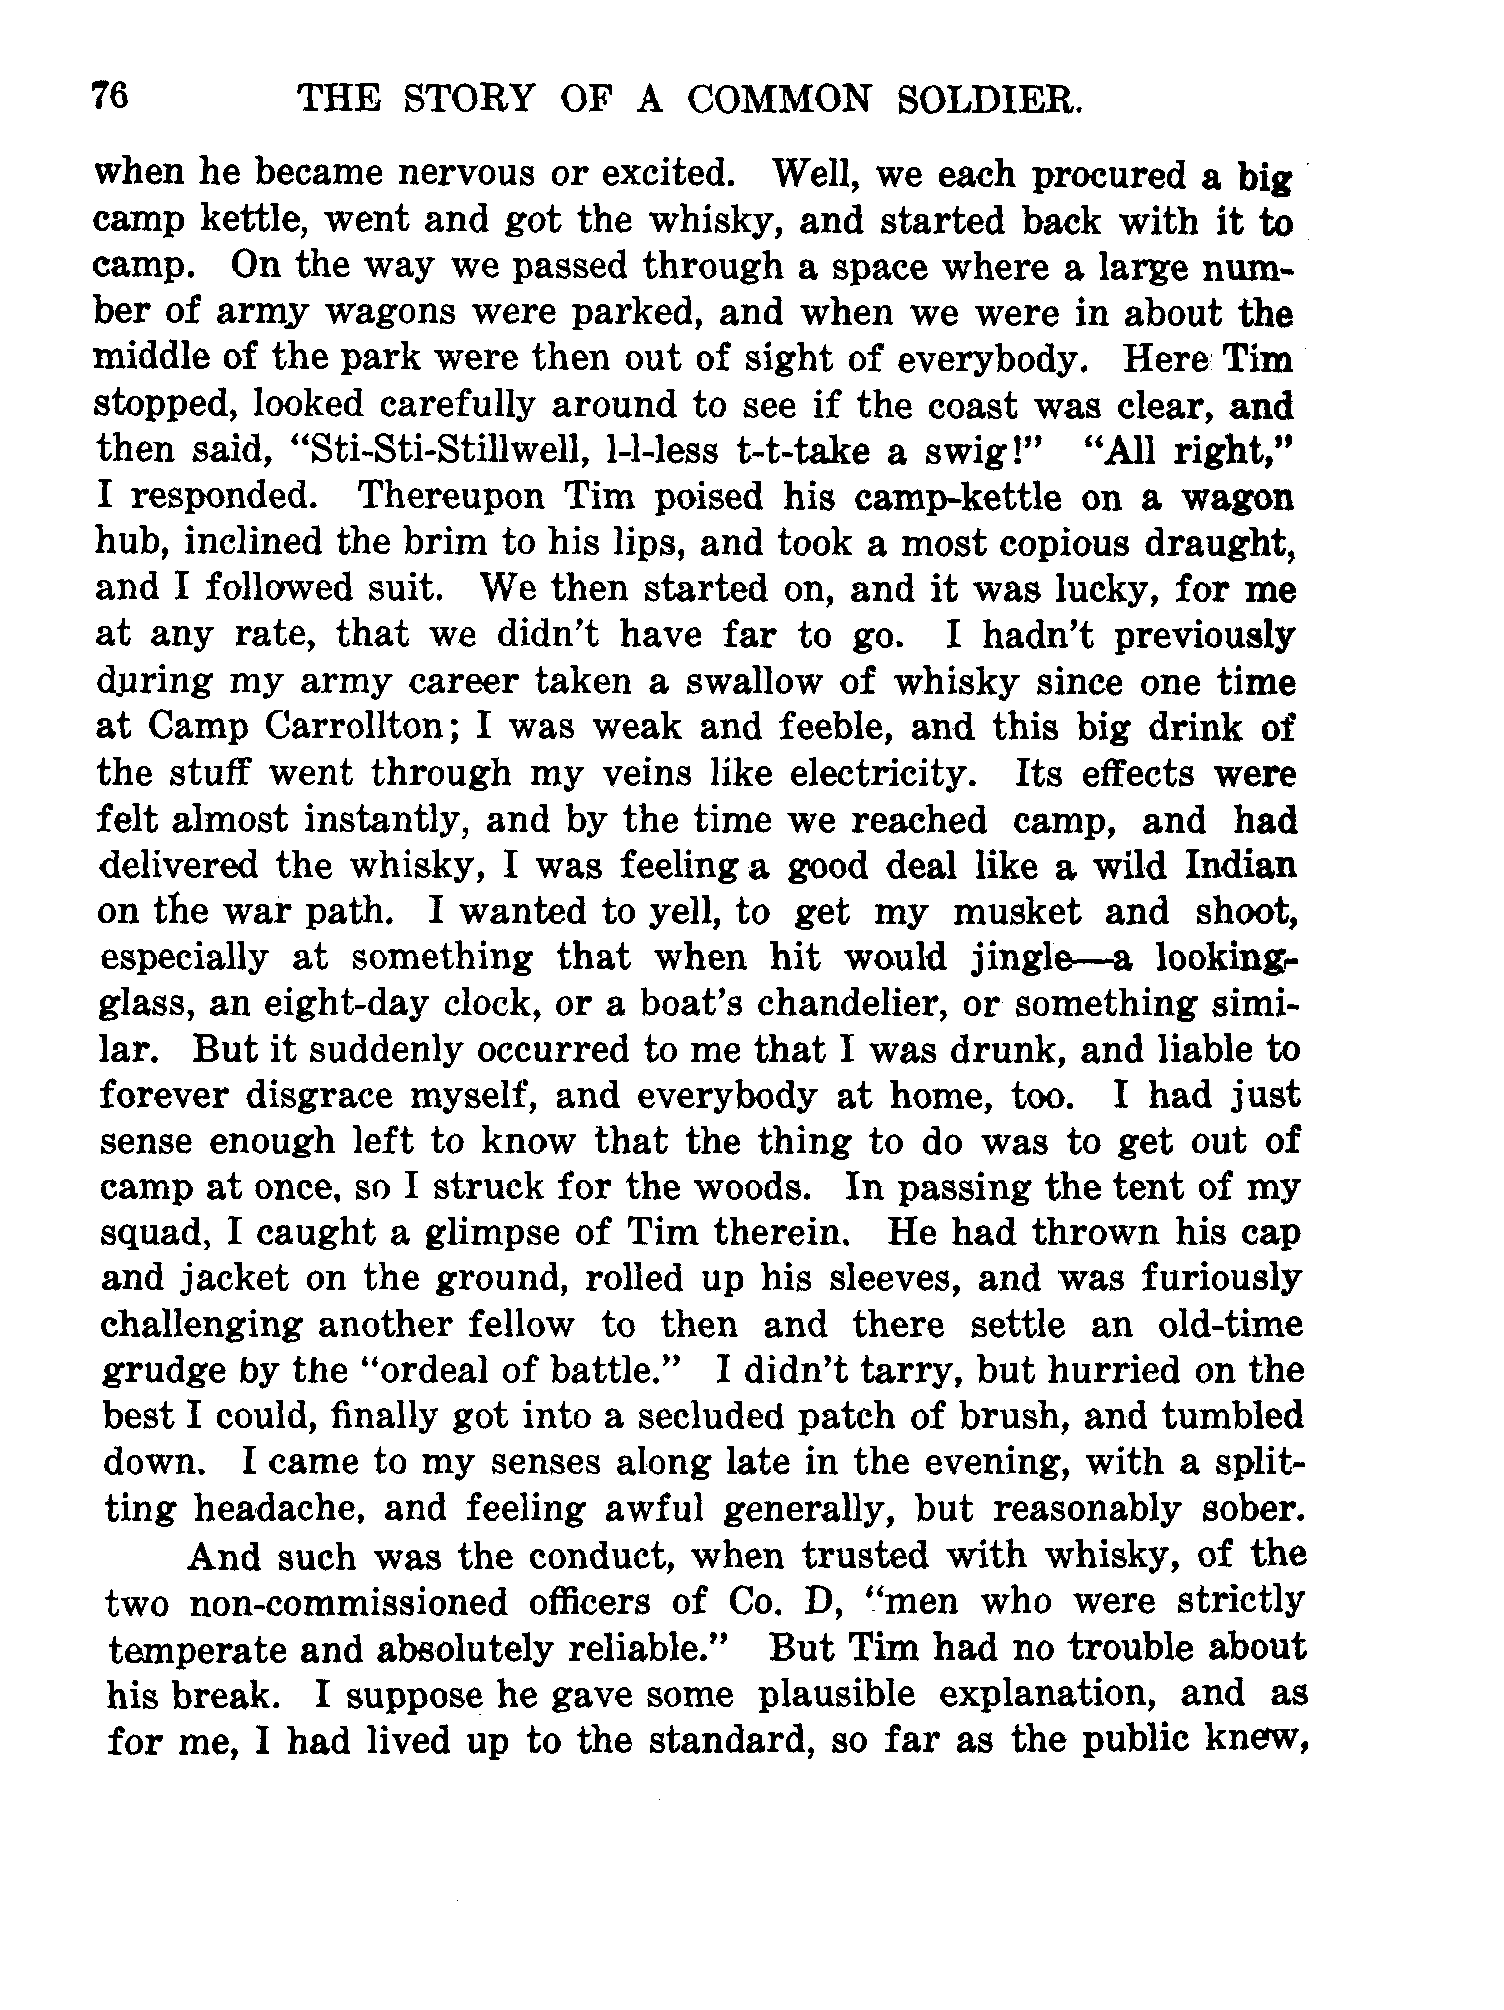 76 THE STORY OF A COMMON SOLDIER.
when he became nervous or excited. Well, we each procured a big
camp kettle, went and got the whisky, and started back with it to
camp. On the way we passed through a space where a large num-
ber of army wagons were parked, and when we were in about the
middle of the park were then out of sight of everybody. Here Tim
stopped, looked carefully around to see if the coast was clear, and
then said, “Sti-Sti-Stillwell, l-l-less t-t-take a swig!” “All right,”
I responded. Thereupon Tim poised his camp-kettle on a wagon
hub, inclined the brim to his lips, and took a most copious draught,
and I followed suit. We then started on, and it was lucky, for me
at any rate, that we didn’t have far to go. I hadn’t previously
during my army career taken a swallow of whisky since one time
at Camp Carrollton; I was weak and feeble, and this big drink of
the stuff went through my veins like electricity. Its effects were
felt almost instantly, and by the time we reached camp, and had
delivered the whisky, I was feeling a good deal like a wild Indian
on the war path. I wanted to yell, to get my musket and shoot,
especially at something that when hit would jingle—a looking-
glass, an eight-day clock, or a boat’s chandelier, or something simi-
lar. But it suddenly occurred to me that I was drunk, and liable to
forever disgrace myself, and everybody at home, too. I had just
sense enough left to know that the thing to do was to get out of
camp at once, so I struck for the woods. In passing the tent of my
squad, I caught a glimpse of Tim therein. He had thrown his cap
and jacket on the ground, rolled up his sleeves, and was furiously
challenging another fellow to then and there settle an old-time
grudge by the “ordeal of battle.” I didn’t tarry, but hurried on the
best I could, finally got into a secluded patch of brush, and tumbled
down. I came to my senses along late in the evening, with a split-
ting headache, and feeling awful generally, but reasonably sober.
And such was the conduct, when trusted with whisky, of the
two non-commissioned officers of Co. D, “men who were strictly
temperate and absolutely reliable.” But Tim had no trouble about
his break. I suppose he gave some plausible explanation, and as
for me, I had lived up to the standard, so far as the public knew,